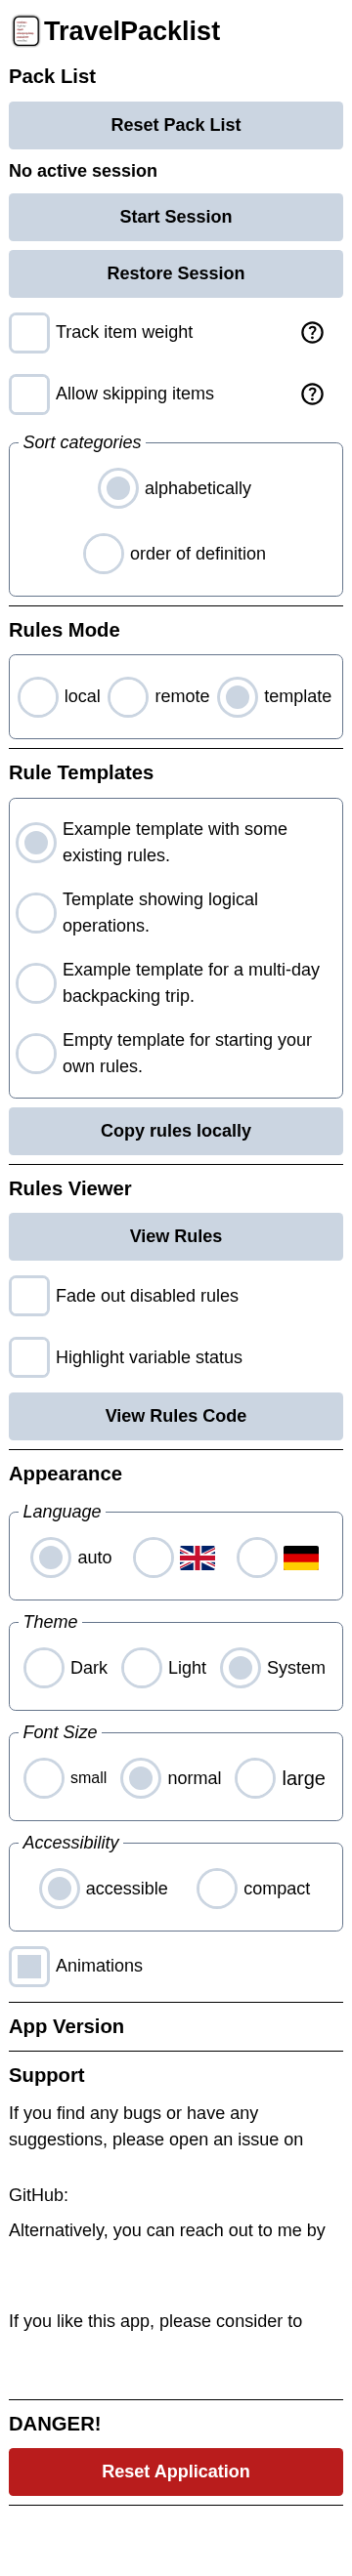 TravelPacklist
Pack List
Reset Pack List
No active session
Start Session
Restore Session
Track item weight
Allow skipping items
Sort categories
alphabetically
order of definition
Rules Mode
local remote template
Rule Templates
Example template with some
existing rules.
Template showing logical
operations.
Example template for a multi-day
backpacking trip.
Empty template for starting your
own rules.
Copy rules locally
Rules Viewer
View Rules
Fade out disabled rules
Highlight variable status
View Rules Code
Appearance
Language
auto
Theme
Dark Light System
Font Size
small normal large
Accessibility
accessible compact
Animations
App Version
Support
If you find any bugs or have any
suggestions, please open an issue on
GitHub:
Alternatively, you can reach out to me by
If you like this app, please consider to
DANGER!
Reset Application